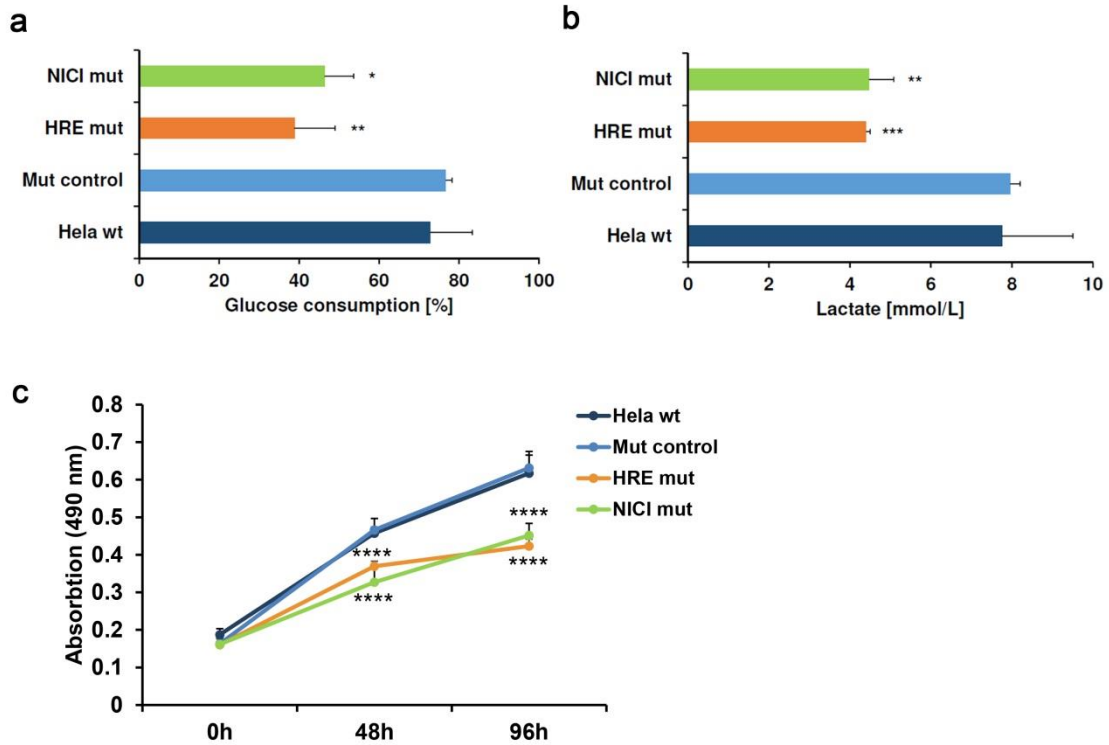 a
NICI mut
*
HRE mut
**
Mut control
Hela wt
0 20 40 60 80 100
Glucose consumption [%]
b
NICI mut
**
HRE mut
***
Mut control
Hela wt
0 2 4 6 8 10
Lactate [mmol/L]
c
0.8
0.7
0.6
0.5
0.4
0.3
0.2
0.1
0
Absorbtion (490 nm)
****
****
****
****
0h 48h 96h
Hela wt
Mut control
HRE mut
NICI mut